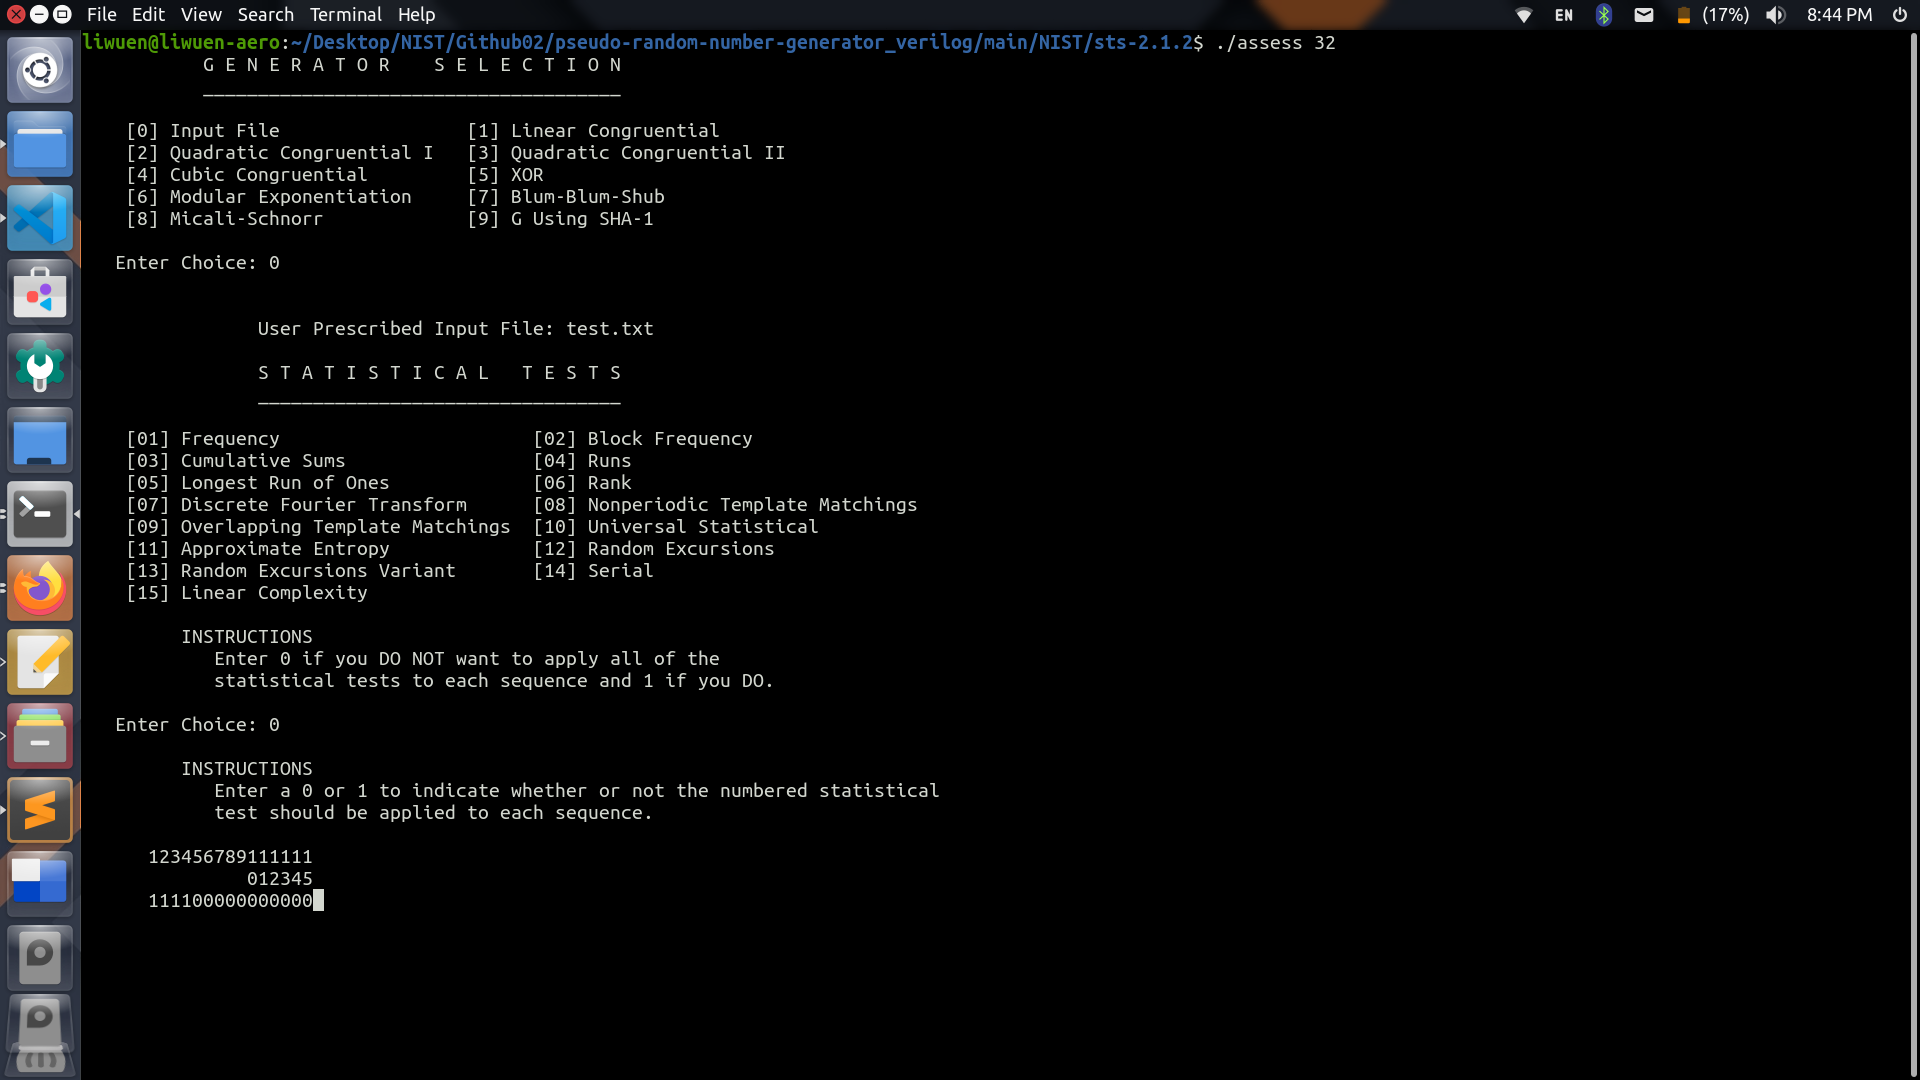 File Edit View Search Terminal Help EN (17%) 8:44 PM
liwuen@liwuen-aero:~/Desktop/NIST/Github02/pseudo-random-number-generator_verilog/main/NIST/sts-2.1.2$ ./assess 32
G E N E R A T O R    S E L E C T I O N
______________________________________
[0] Input File                 [1] Linear Congruential
[2] Quadratic Congruential I   [3] Quadratic Congruential II
[4] Cubic Congruential         [5] XOR
[6] Modular Exponentiation     [7] Blum-Blum-Shub
[8] Micali-Schnorr             [9] G Using SHA-1
Enter Choice: 0
User Prescribed Input File: test.txt
S T A T I S T I C A L   T E S T S
_________________________________
[01] Frequency                       [02] Block Frequency
[03] Cumulative Sums                 [04] Runs
[05] Longest Run of Ones             [06] Rank
[07] Discrete Fourier Transform      [08] Nonperiodic Template Matchings
[09] Overlapping Template Matchings  [10] Universal Statistical
[11] Approximate Entropy             [12] Random Excursions
[13] Random Excursions Variant       [14] Serial
[15] Linear Complexity
INSTRUCTIONS
Enter 0 if you DO NOT want to apply all of the
statistical tests to each sequence and 1 if you DO.
Enter Choice: 0
INSTRUCTIONS
Enter a 0 or 1 to indicate whether or not the numbered statistical
test should be applied to each sequence.
123456789111111
012345
111100000000000